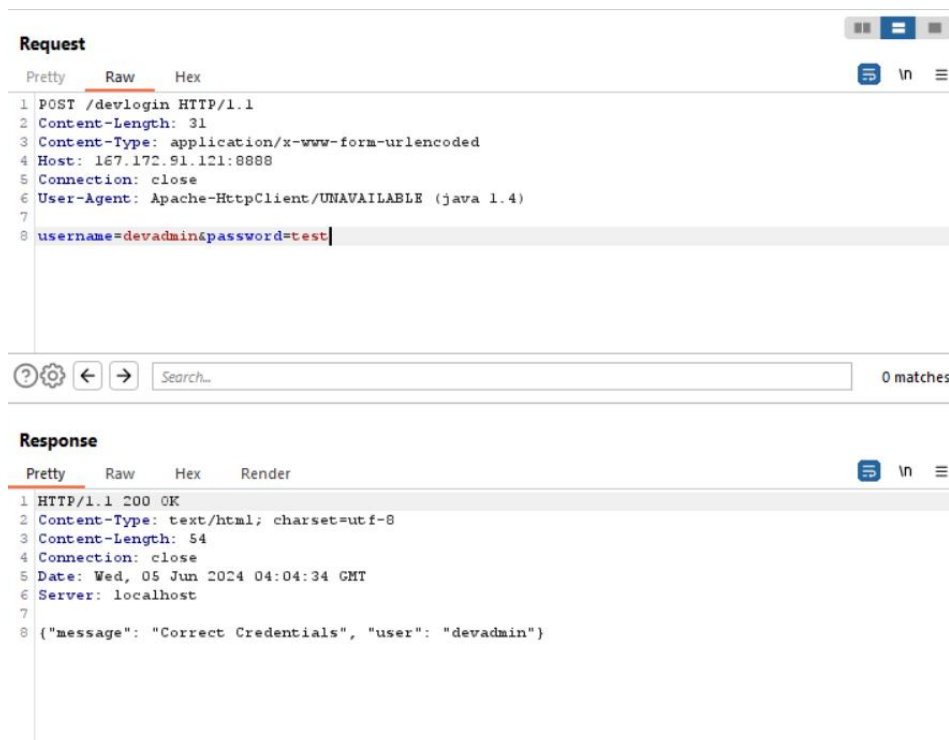 Request
Pretty Raw Hex
\n
1 POST /devlogin HTTP/1.1
2 Content-Length: 31
3 Content-Type: application/x-www-form-urlencoded
4 Host: 167.172.91.121:8888
5 Connection: close
6 User-Agent: Apache-HttpClient/UNAVAILABLE (java 1.4)
7
8 username=devadmin&password=test
Search...
0 matches
Response
Pretty Raw Hex Render
\n
1 HTTP/1.1 200 OK
2 Content-Type: text/html; charset=utf-8
3 Content-Length: 54
4 Connection: close
5 Date: Wed, 05 Jun 2024 04:04:34 GMT
6 Server: localhost
7
8 {"message": "Correct Credentials", "user": "devadmin"}